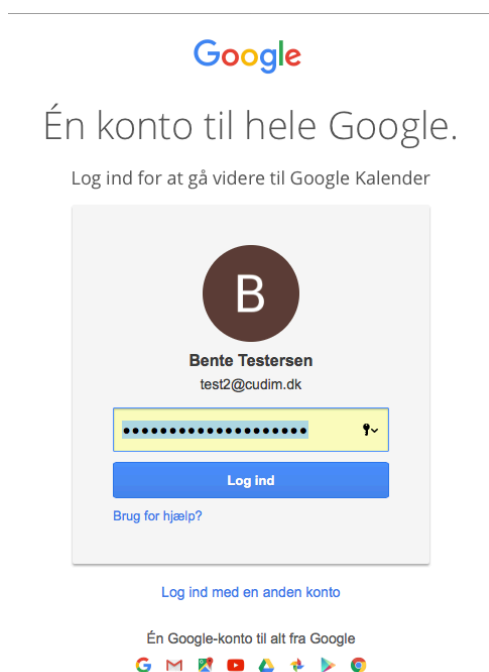 Google
Én konto til hele Google.
Log ind for at gå videre til Google Kalender
B
Bente Testersen
test2@cudim.dk
••••••••••••••••••••
Log ind
Brug for hjælp?
Log ind med en anden konto
Én Google-konto til alt fra Google